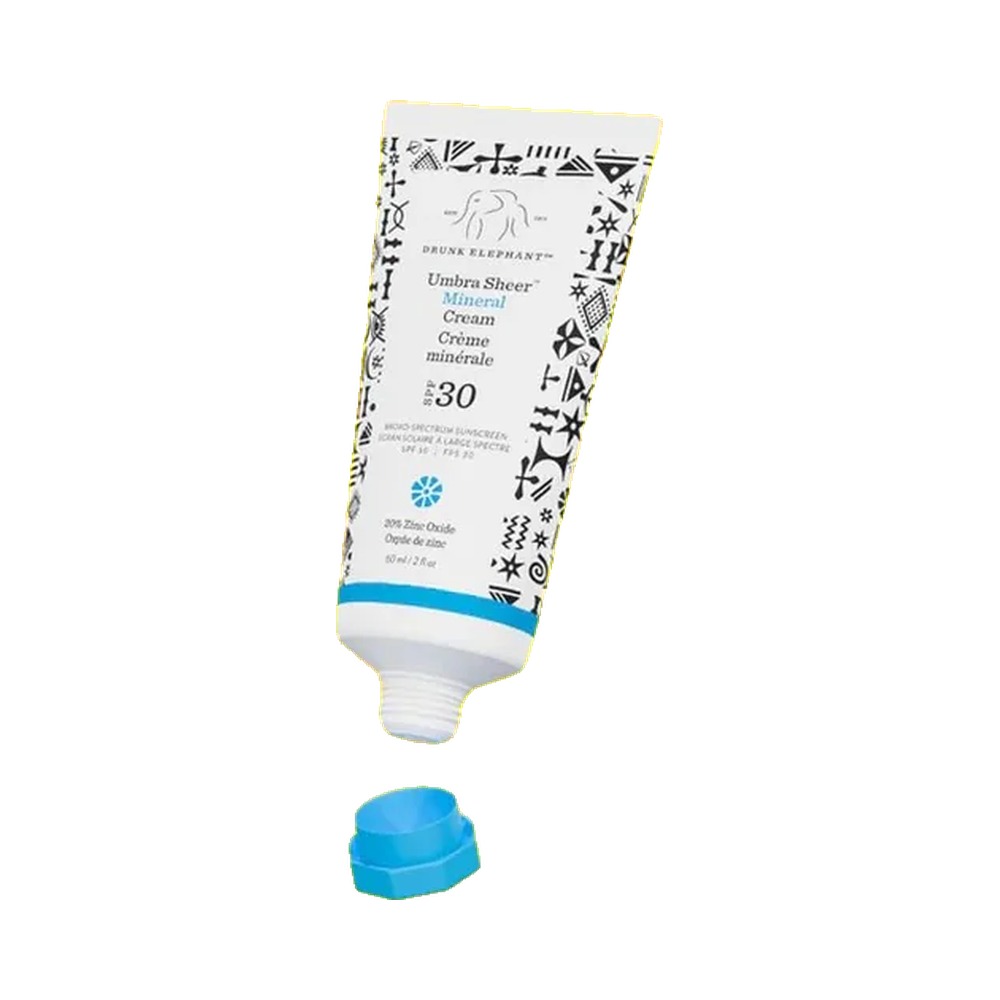 DRUNK ELEPHANT™
Umbra Sheer™
Mineral
Cream
Crème
minérale
SPF 30
BROAD SPECTRUM SUNSCREEN
ÉCRAN SOLAIRE À LARGE SPECTRE
SPF 30 | FPS 30
20% Zinc Oxide
Oxyde de zinc
60 ml / 2 fl oz